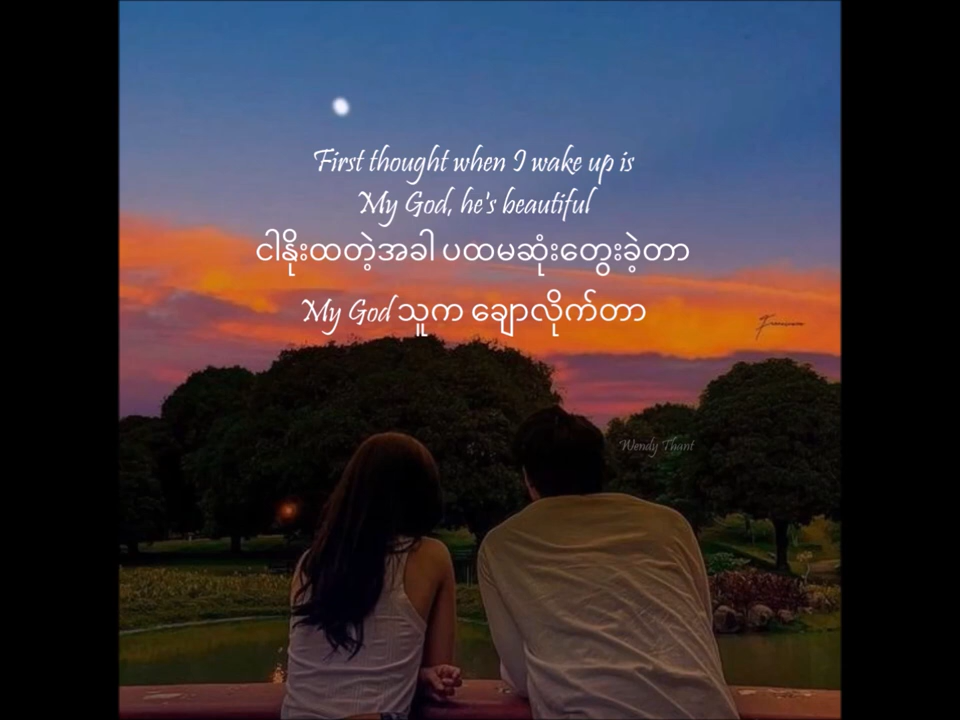 First thought when I wake up is
My God, he's beautiful
ငါနိုးထတဲ့အခါ ပထမဆုံးတွေးခဲ့တာ
My God သူက ချောလိုက်တာ
Wendy Thant